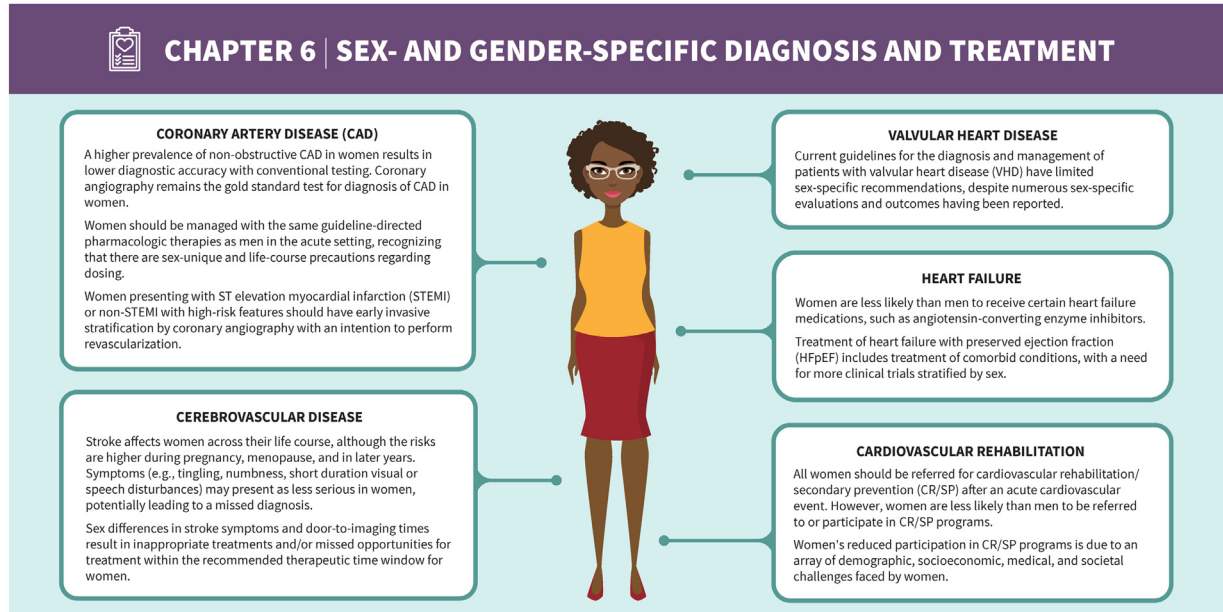 CHAPTER 6 | SEX- AND GENDER-SPECIFIC DIAGNOSIS AND TREATMENT
CORONARY ARTERY DISEASE (CAD)
A higher prevalence of non-obstructive CAD in women results in
lower diagnostic accuracy with conventional testing. Coronary
angiography remains the gold standard test for diagnosis of CAD in
women.
Women should be managed with the same guideline-directed
pharmacologic therapies as men in the acute setting, recognizing
that there are sex-unique and life-course precautions regarding
dosing.
Women presenting with ST elevation myocardial infarction (STEMI)
or non-STEMI with high-risk features should have early invasive
stratification by coronary angiography with an intention to perform
revascularization.
CEREBROVASCULAR DISEASE
Stroke affects women across their life course, although the risks
are higher during pregnancy, menopause, and in later years.
Symptoms (e.g., tingling, numbness, short duration visual or
speech disturbances) may present as less serious in women,
potentially leading to a missed diagnosis.
Sex differences in stroke symptoms and door-to-imaging times
result in inappropriate treatments and/or missed opportunities for
treatment within the recommended therapeutic time window for
women.
VALVULAR HEART DISEASE
Current guidelines for the diagnosis and management of
patients with valvular heart disease (VHD) have limited
sex-specific recommendations, despite numerous sex-specific
evaluations and outcomes having been reported.
HEART FAILURE
Women are less likely than men to receive certain heart failure
medications, such as angiotensin-converting enzyme inhibitors.
Treatment of heart failure with preserved ejection fraction
(HFpEF) includes treatment of comorbid conditions, with a need
for more clinical trials stratified by sex.
CARDIOVASCULAR REHABILITATION
All women should be referred for cardiovascular rehabilitation/
secondary prevention (CR/SP) after an acute cardiovascular
event. However, women are less likely than men to be referred
to or participate in CR/SP programs.
Women's reduced participation in CR/SP programs is due to an
array of demographic, socioeconomic, medical, and societal
challenges faced by women.